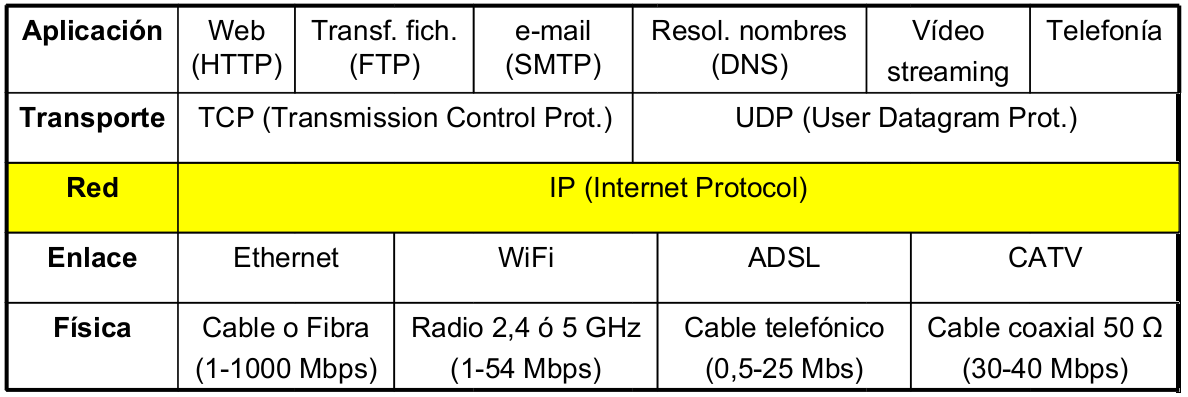 Aplicación Web Transf. fich. e-mail Resol. nombres Vídeo Telefonía
(HTTP) (FTP) (SMTP) (DNS) streaming
Transporte TCP (Transmission Control Prot.) UDP (User Datagram Prot.)
Red IP (Internet Protocol)
Enlace Ethernet WiFi ADSL CATV
Física Cable o Fibra Radio 2,4 ó 5 GHz Cable telefónico Cable coaxial 50 Ω
(1-1000 Mbps) (1-54 Mbps) (0,5-25 Mbs) (30-40 Mbps)